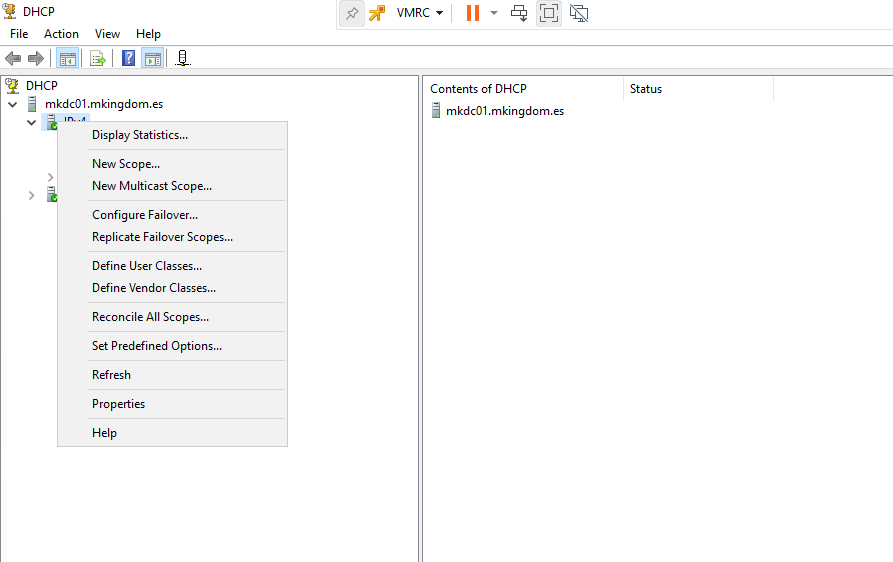 DHCP
VMRC
File Action View Help
DHCP
mkdc01.mkingdom.es
IPv4
Display Statistics...
New Scope...
New Multicast Scope...
Configure Failover...
Replicate Failover Scopes...
Define User Classes...
Define Vendor Classes...
Reconcile All Scopes...
Set Predefined Options...
Refresh
Properties
Help
Contents of DHCP Status
mkdc01.mkingdom.es